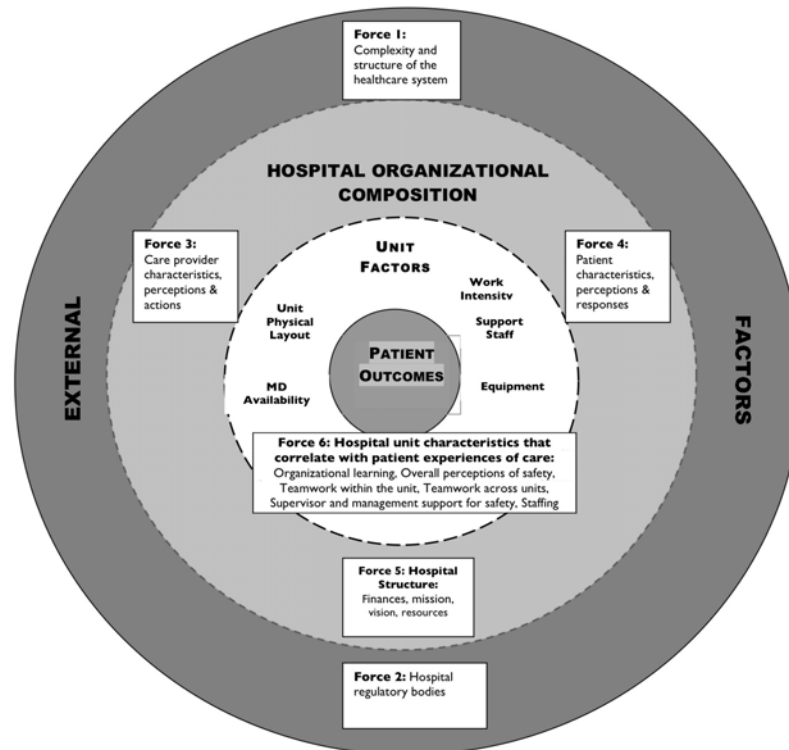 Force 1:
Complexity and
structure of the
healthcare system
HOSPITAL ORGANIZATIONAL
COMPOSITION
Force 3:
Care provider
characteristics,
perceptions &
actions
Force 4:
Patient
characteristics,
perceptions &
responses
UNIT
FACTORS
Work
Intensity
Unit
Physical
Layout
Support
Staff
EXTERNAL
FACTORS
PATIENT
OUTCOMES
MD
Availability
Equipment
Force 6: Hospital unit characteristics that
correlate with patient experiences of care:
Organizational learning, Overall perceptions of safety,
Teamwork within the unit, Teamwork across units,
Supervisor and management support for safety, Staffing
Force 5: Hospital
Structure:
Finances, mission,
vision, resources
Force 2: Hospital
regulatory bodies